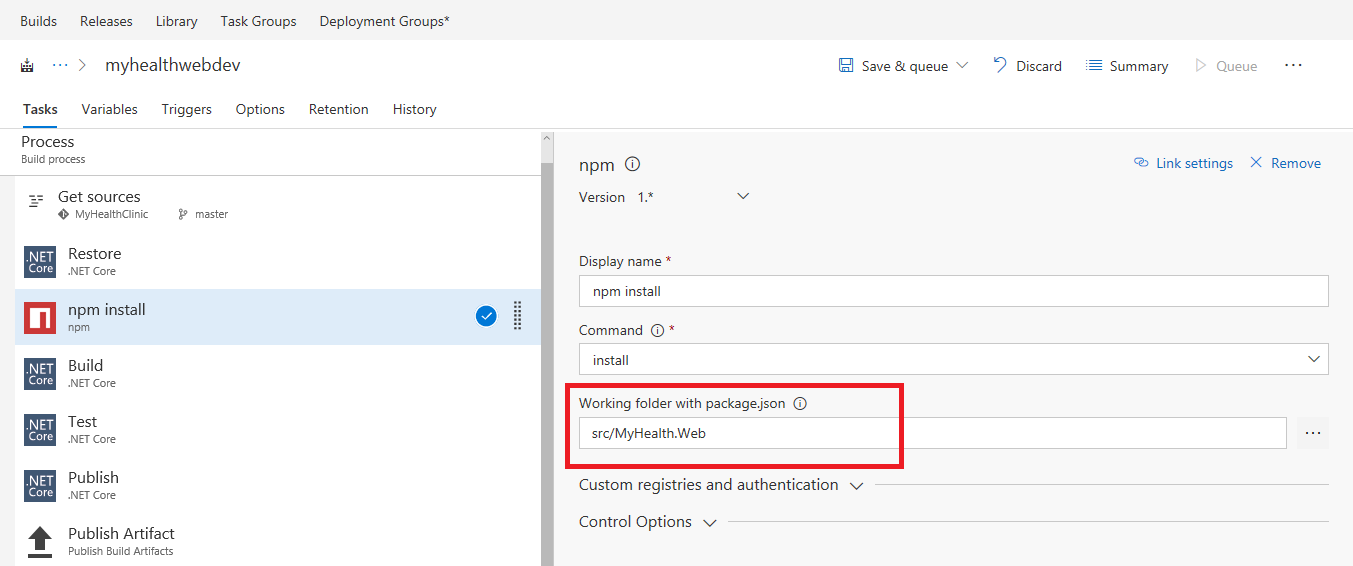 Builds Releases Library Task Groups Deployment Groups*
··· > myhealthwebdev Save & queue Discard Summary Queue ···
Tasks Variables Triggers Options Retention History
Process
Build process
npm Link settings Remove
Version 1.*
Get sources
MyHealthClinic master
.NET Core Restore
.NET Core
Display name *
npm install
npm install
npm
Command *
install
.NET Core Build
.NET Core
Working folder with package.json
src/MyHealth.Web ...
.NET Core Test
.NET Core
.NET Core Publish
.NET Core
Custom registries and authentication
Control Options
Publish Artifact
Publish Build Artifacts